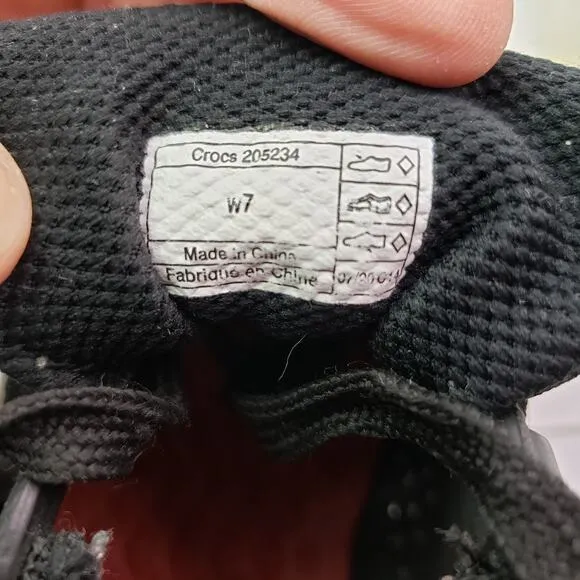 Crocs 205234
W7
Made in China
Fabriqué en Chine